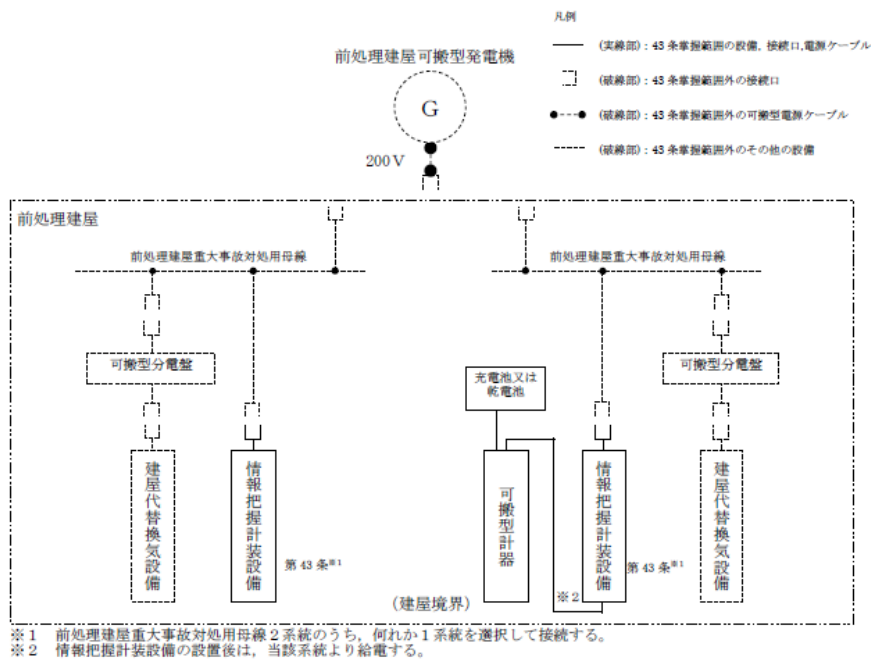 凡例
(実線部):43条掌握範囲の設備,接続口,電源ケーブル
(破線部):43条掌握範囲外の接続口
(破線部):43条掌握範囲外の可搬型電源ケーブル
(破線部):43条掌握範囲外のその他の設備
前処理建屋可搬型発電機
G
200V
前処理建屋
前処理建屋重大事故対処用母線
前処理建屋重大事故対処用母線
可搬型分電盤
充電池又は
乾電池
可搬型分電盤
建屋代替換気設備
情報把握計装設備
第43条※1
可搬型計器
情報把握計装設備
第43条※1
建屋代替換気設備
※2
(建屋境界)
※1 前処理建屋重大事故対処用母線2系統のうち,何れか1系統を選択して接続する。
※2 情報把握計装設備の設置後は,当該系統より給電する。